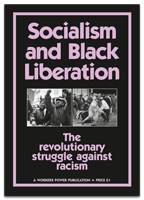 Socialism
and Black
Liberation
The
revolutionary
struggle against
racism
A WORKERS POWER PUBLICATION ★ PRICE £1